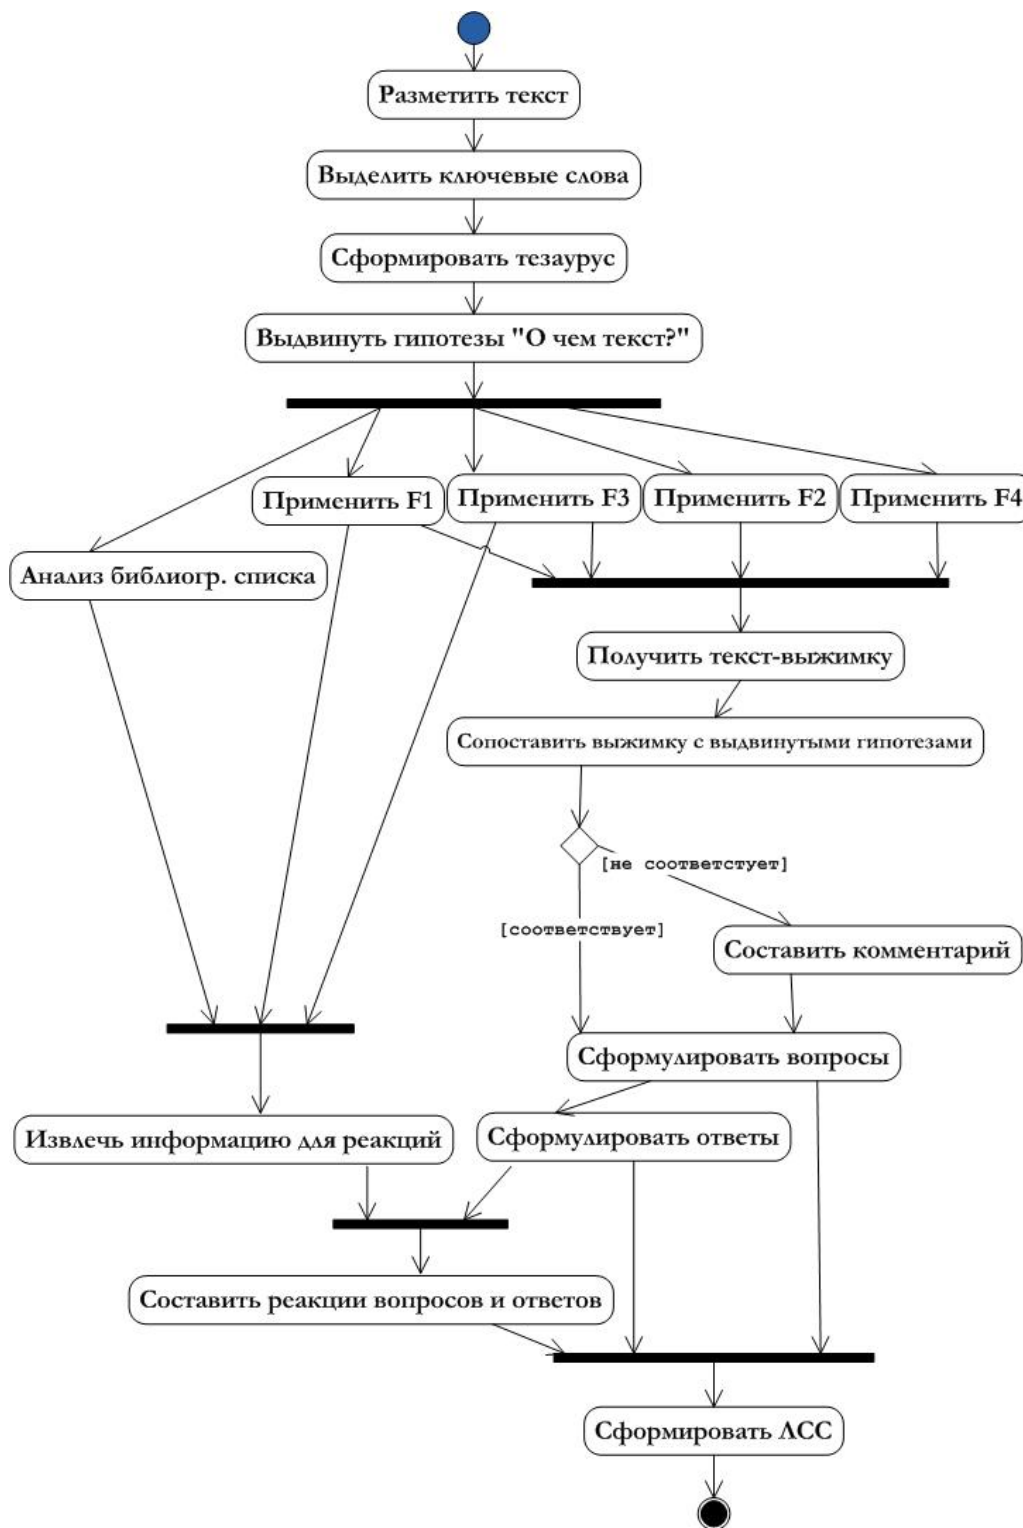 Разметить текст
Выделить ключевые слова
Сформировать тезаурус
Выдвинуть гипотезы "О чем текст?"
Применить F1
Применить F3
Применить F2
Применить F4
Анализ библиогр. списка
Получить текст-выжимку
Сопоставить выжимку с выдвинутыми гипотезами
[не соответстует]
[соответствует]
Составить комментарий
Сформулировать вопросы
Извлечь информацию для реакций
Сформулировать ответы
Составить реакции вопросов и ответов
Сформировать ЛСС